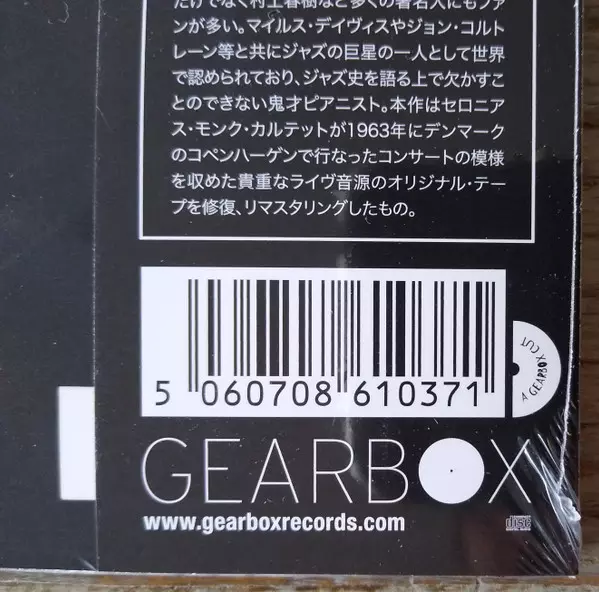 だけでなく村上春樹など多くの著名人にもファ
ンが多い。マイルス・デイヴィスやジョン・コルト
レーン等と共にジャズの巨星の一人として世界
で認められており、ジャズ史を語る上で欠かすこ
とのできない鬼才ピアニスト。本作はセロニア
ス・モンク・カルテットが1963年にデンマーク
のコペンハーゲンで行なったコンサートの模様
を収めた貴重なライヴ音源のオリジナル・テー
プを修復、リマスタリングしたもの。
5 060708 610371
A GEARBOX CUT
GEARBOX
www.gearboxrecords.com
disc